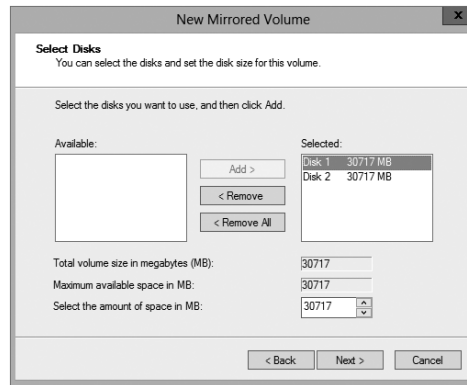 New Mirrored Volume
x
Select Disks
You can select the disks and set the disk size for this volume.
Select the disks you want to use, and then click Add.
Available:
Selected:
Add >
< Remove
< Remove All
Disk 1 30717 MB
Disk 2 30717 MB
Total volume size in megabytes (MB): 30717
Maximum available space in MB: 30717
Select the amount of space in MB: 30717
< Back Next > Cancel